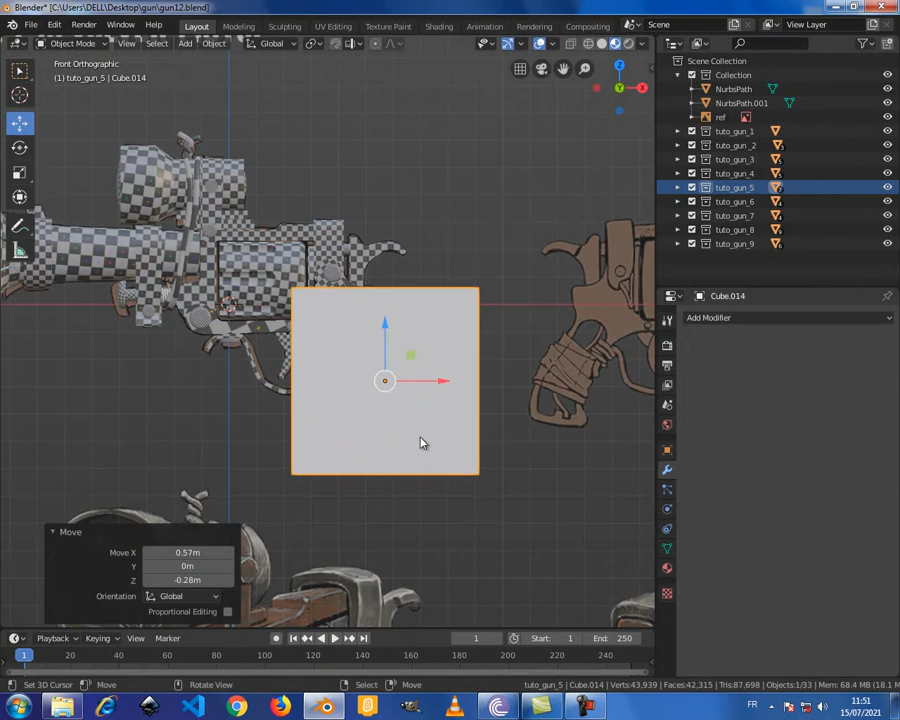 Blender* [C:\Users\DELL\Desktop\gun\gun12.blend]
File Edit Render Window Help Layout Modeling Sculpting UV Editing Texture Paint Shading Animation Rendering Compositing Scene View Layer
Object Mode View Select Add Object Global
Front Orthographic
(1) tuto_gun_5 | Cube.014
Z
X
Y
Scene Collection
Collection
NurbsPath
NurbsPath.001
ref
tuto_gun_1
tuto_gun_2
tuto_gun_3
tuto_gun_4
tuto_gun_5
tuto_gun_6
tuto_gun_7
tuto_gun_8
tuto_gun_9
Cube.014
Add Modifier
Move
Move X 0.57m
Y 0m
Z -0.28m
Orientation Global
Proportional Editing
Playback Keying View Marker 1 Start: 1 End: 250
1 20 40 60 80 100 120 140 160 180 200 220 240
Set 3D Cursor Move Rotate View Select Move tuto_gun_5 | Cube.014 | Verts:43,939 | Faces:42,315 | Tris:87,698 | Objects:1/33 | Mem: 68.4 MB (18.1 M
FR 11:51
15/07/2021